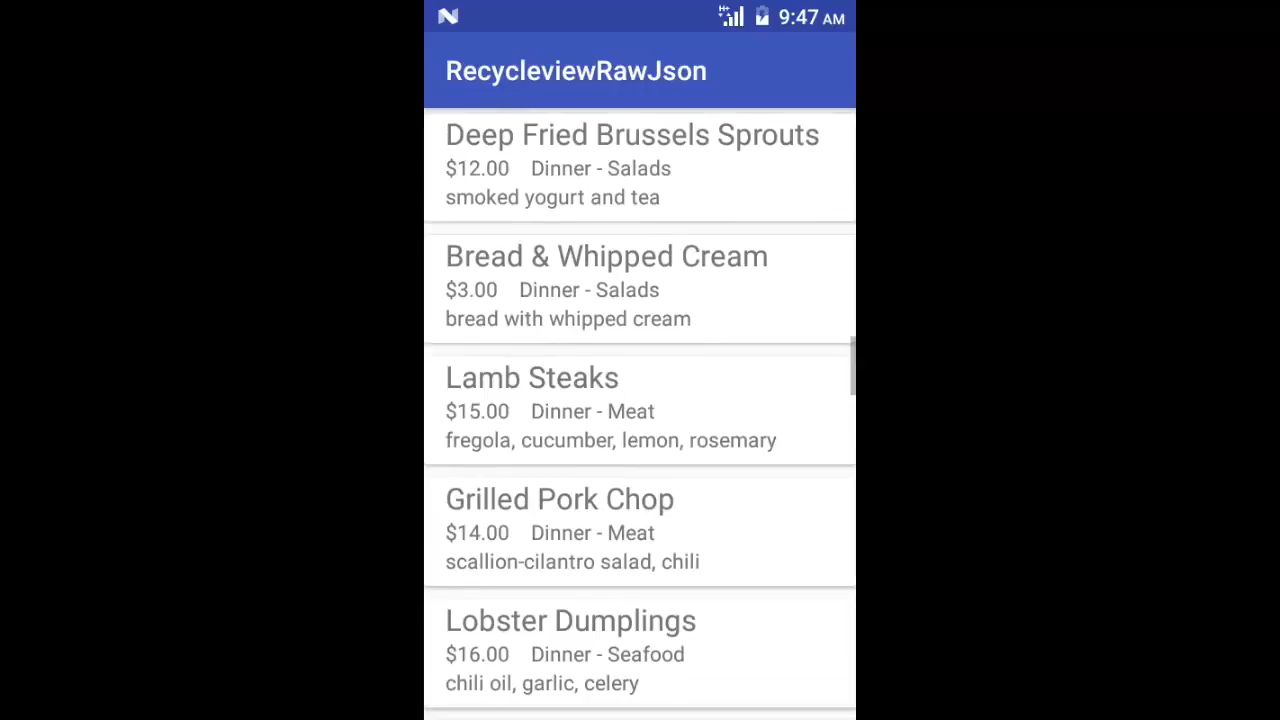 9:47 AM
RecycleviewRawJson
Deep Fried Brussels Sprouts
$12.00 Dinner - Salads
smoked yogurt and tea
Bread & Whipped Cream
$3.00 Dinner - Salads
bread with whipped cream
Lamb Steaks
$15.00 Dinner - Meat
fregola, cucumber, lemon, rosemary
Grilled Pork Chop
$14.00 Dinner - Meat
scallion-cilantro salad, chili
Lobster Dumplings
$16.00 Dinner - Seafood
chili oil, garlic, celery